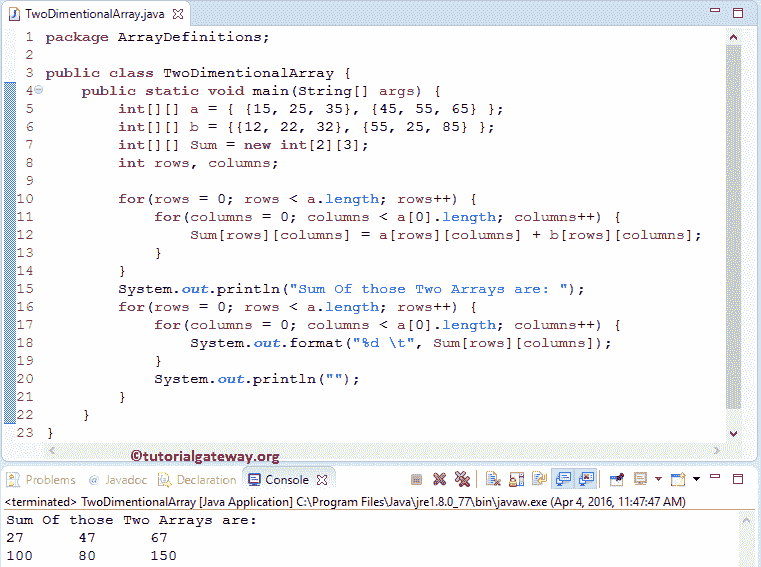 TwoDimentionalArray.java
1 package ArrayDefinitions;
2
3 public class TwoDimentionalArray {
4     public static void main(String[] args) {
5         int[][] a = { {15, 25, 35}, {45, 55, 65} };
6         int[][] b = {{12, 22, 32}, {55, 25, 85} };
7         int[][] Sum = new int[2][3];
8         int rows, columns;
9
10         for(rows = 0; rows < a.length; rows++) {
11             for(columns = 0; columns < a[0].length; columns++) {
12                 Sum[rows][columns] = a[rows][columns] + b[rows][columns];
13             }
14         }
15         System.out.println("Sum Of those Two Arrays are: ");
16         for(rows = 0; rows < a.length; rows++) {
17             for(columns = 0; columns < a[0].length; columns++) {
18                 System.out.format("%d \t", Sum[rows][columns]);
19             }
20             System.out.println("");
21         }
22     }
23 }
©tutorialgateway.org
Problems @ Javadoc Declaration Console
<terminated> TwoDimentionalArray [Java Application] C:\Program Files\Java\jre1.8.0_77\bin\javaw.exe (Apr 4, 2016, 11:47:47 AM)
Sum Of those Two Arrays are:
27 47 67
100 80 150